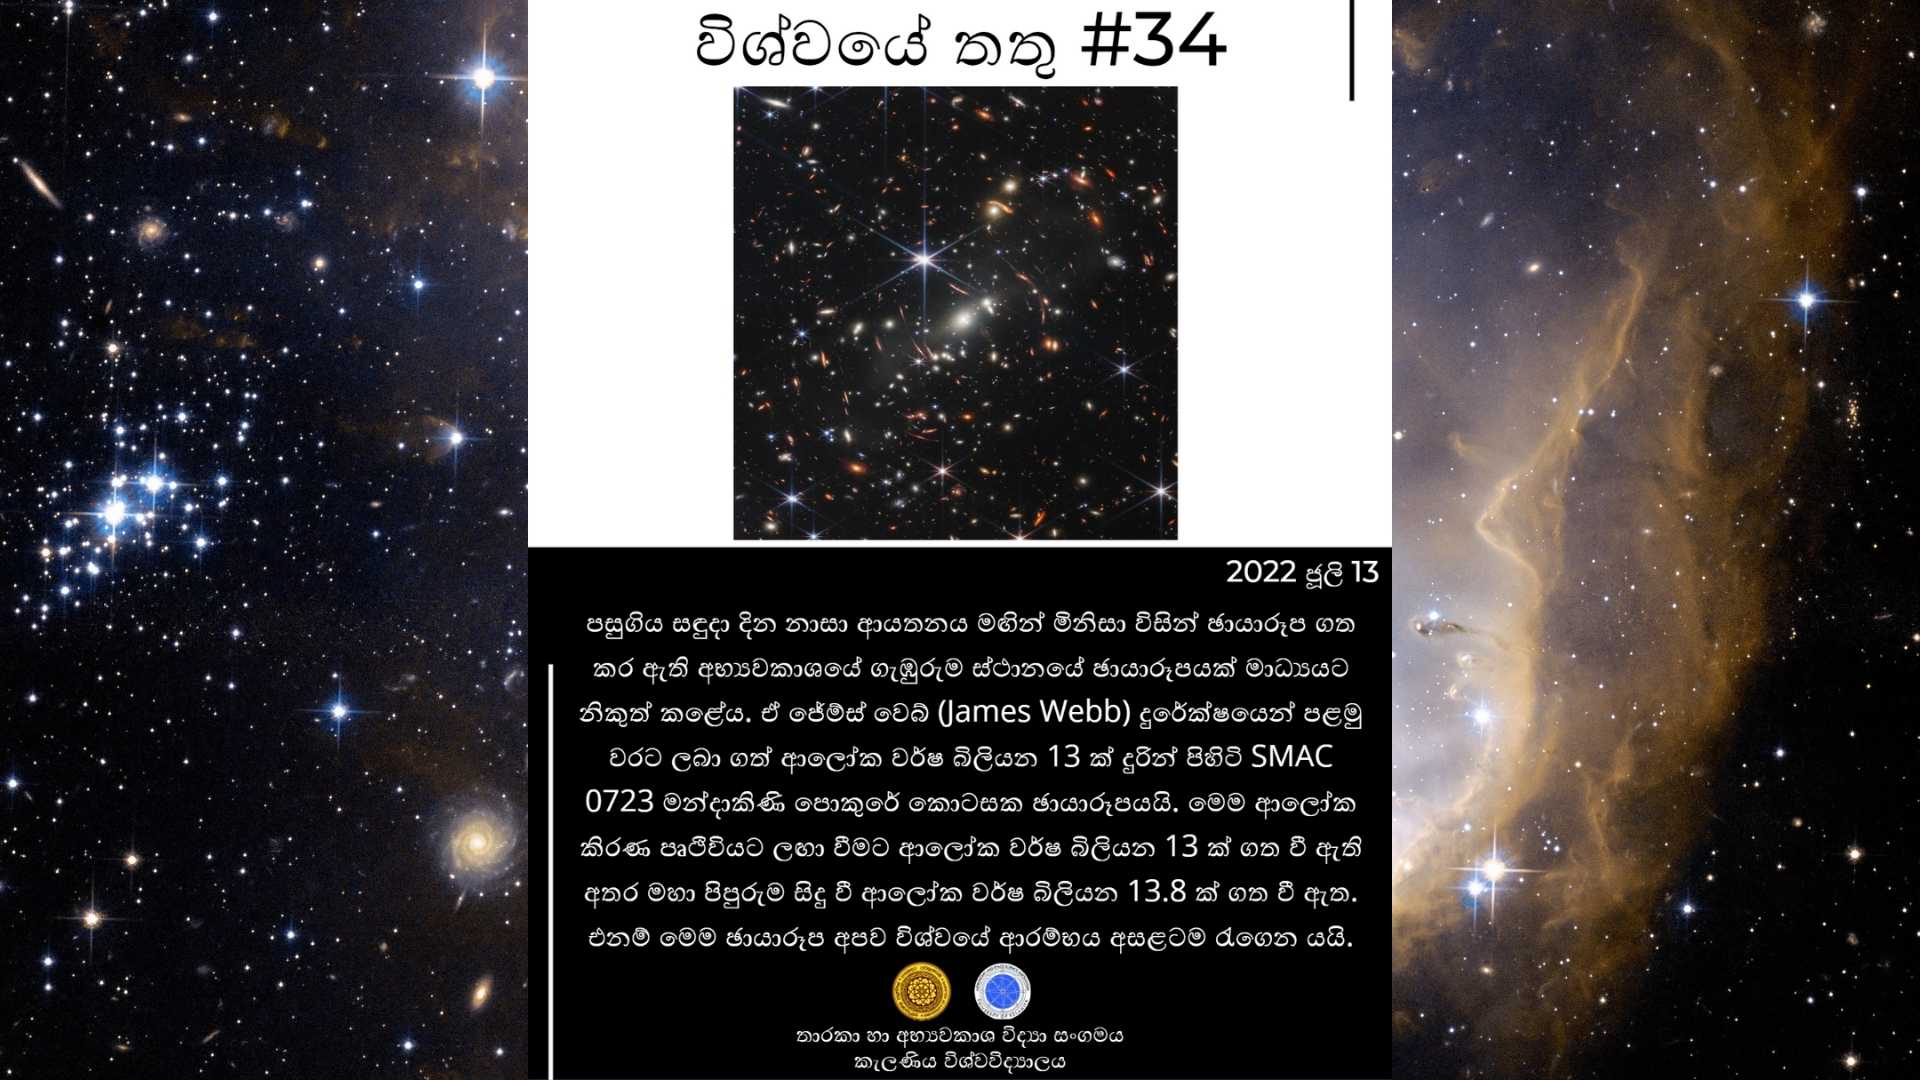 විශ්වයේ තතු #34
2022 ජූලි 13
පසුගිය සඳුදා දින නාසා ආයතනය මඟින් මිනිසා විසින් ඡායාරූප ගත
කර ඇති අභ්‍යවකාශයේ ගැඹුරුම ස්ථානයේ ඡායාරූපයක් මාධ්‍යයට
නිකුත් කළේය. ඒ ජේම්ස් වෙබ් (James Webb) දුරේක්ෂයෙන් පළමු
වරට ලබා ගත් ආලෝක වර්ෂ බිලියන 13 ක් දුරින් පිහිටි SMAC
0723 මන්දාකිණි පොකුරේ කොටසක ඡායාරූපයයි. මෙම ආලෝක
කිරණ පෘථිවියට ලඟා වීමට ආලෝක වර්ෂ බිලියන 13 ක් ගත වී ඇති
අතර මහා පිපුරුම සිදු වී ආලෝක වර්ෂ බිලියන 13.8 ක් ගත වී ඇත.
එනම් මෙම ඡායාරූප අපව විශ්වයේ ආරම්භය අසළටම රැගෙන යයි.
තාරකා හා අභ්‍යවකාශ විද්‍යා සංගමය
කැලණිය විශ්වවිද්‍යාලය